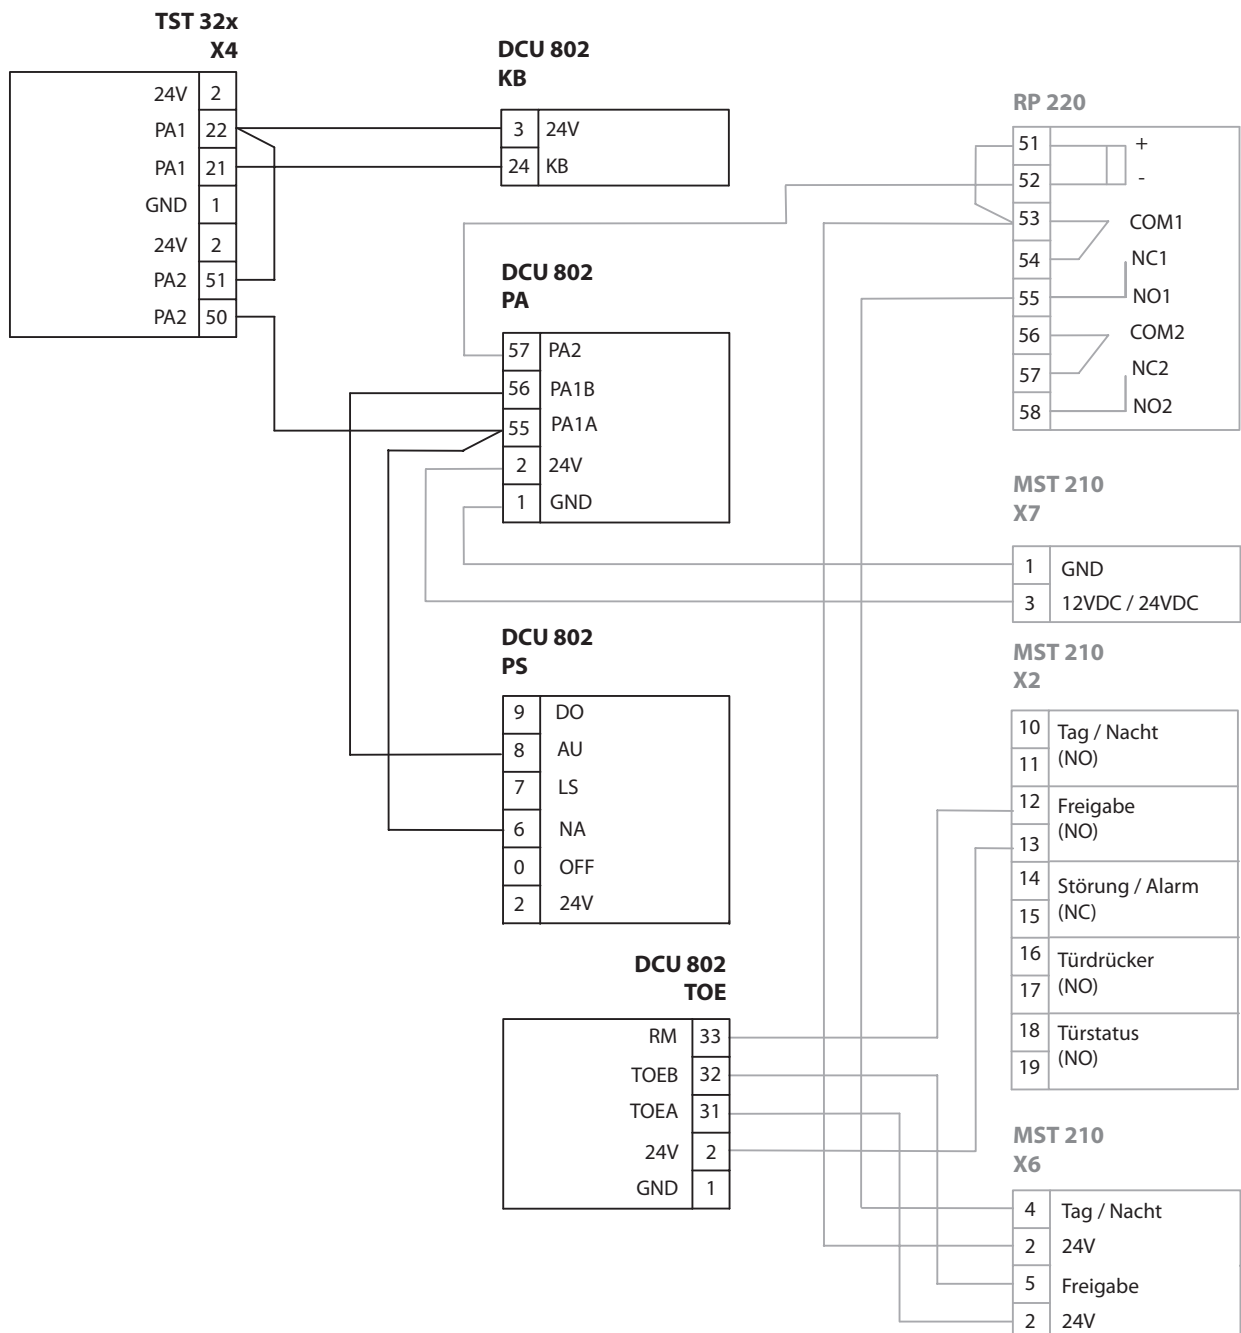 TST 32x
X4
24V 2
PA1 22
PA1 21
GND 1
24V 2
PA2 51
PA2 50
DCU 802
KB
3 24V
24 KB
RP 220
51 +
52 -
53 COM1
54 NC1
55 NO1
56 COM2
57 NC2
58 NO2
DCU 802
PA
57 PA2
56 PA1B
55 PA1A
2 24V
1 GND
MST 210
X7
1 GND
3 12VDC / 24VDC
DCU 802
PS
9 DO
8 AU
7 LS
6 NA
0 OFF
2 24V
MST 210
X2
10 Tag / Nacht
11 (NO)
12 Freigabe
13 (NO)
14 Störung / Alarm
15 (NC)
16 Türdrücker
17 (NO)
18 Türstatus
19 (NO)
DCU 802
TOE
RM 33
TOEB 32
TOEA 31
24V 2
GND 1
MST 210
X6
4 Tag / Nacht
2 24V
5 Freigabe
2 24V